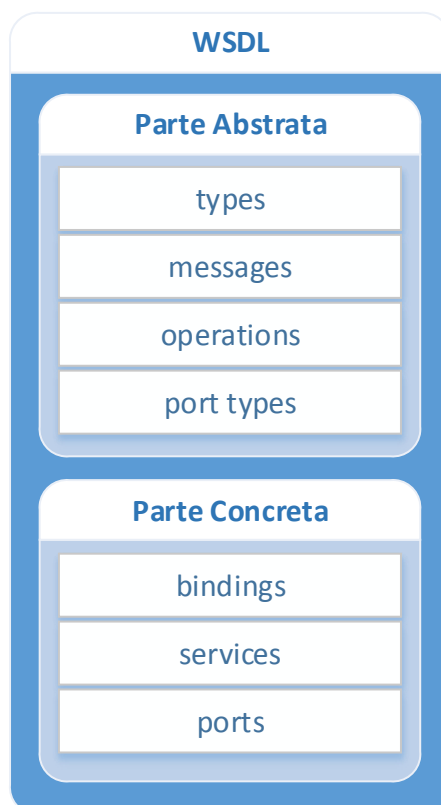 WSDL
Parte Abstrata
types
messages
operations
port types
Parte Concreta
bindings
services
ports